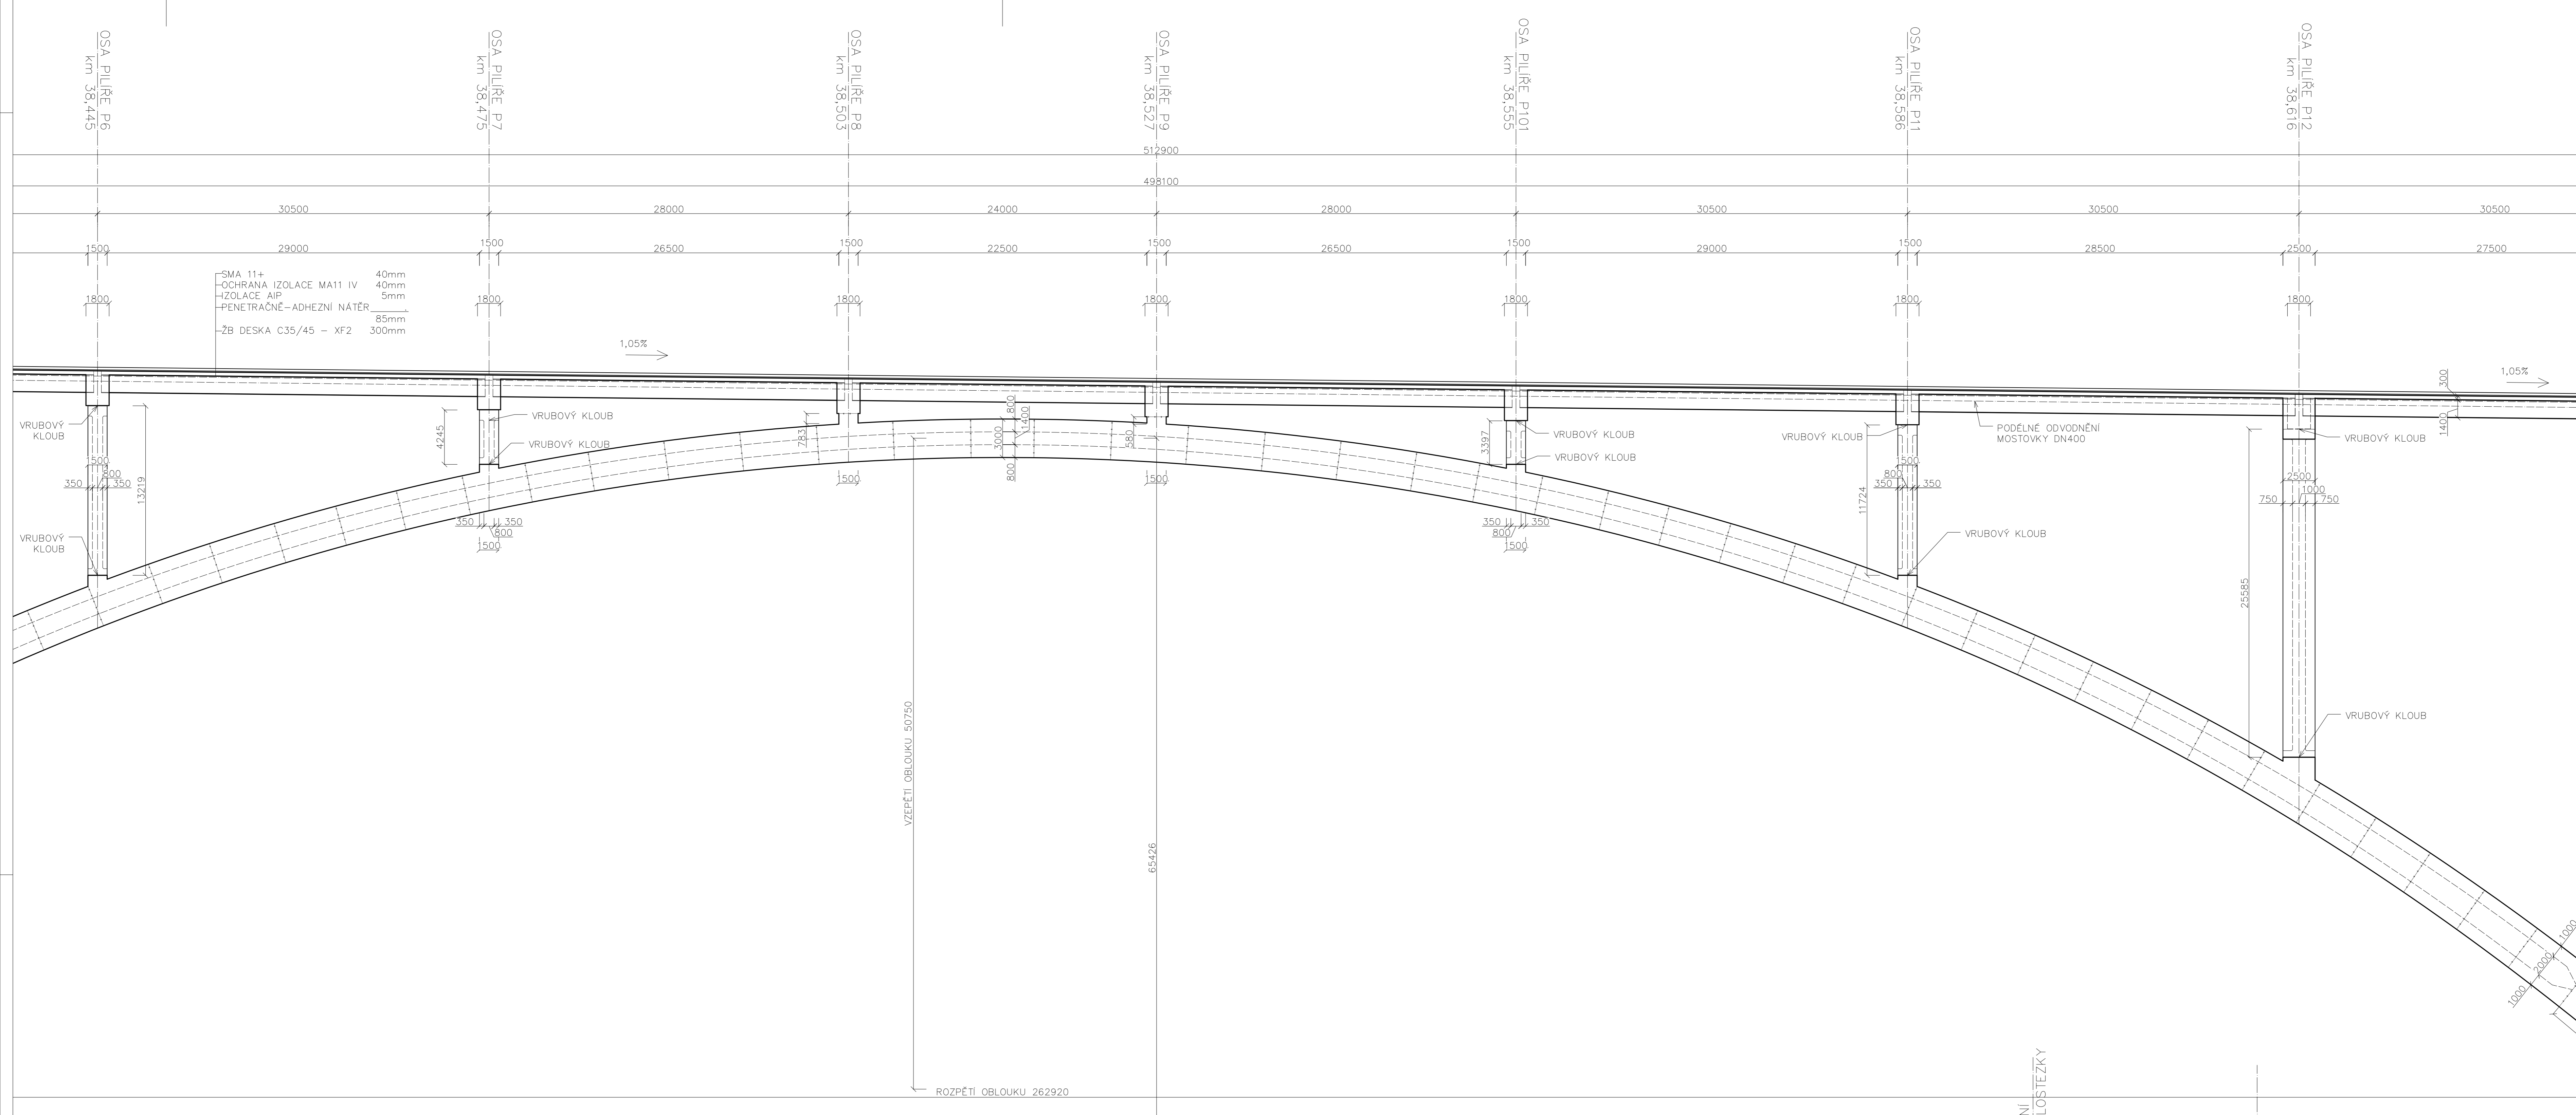 OSA PILÍŘE P6
km 38,445
OSA PILÍŘE P7
km 38,475
OSA PILÍŘE P8
km 38,503
OSA PILÍŘE P9
km 38,527
OSA PILÍŘE P101
km 38,555
OSA PILÍŘE P11
km 38,586
OSA PILÍŘE P12
km 38,616
512900
498100
30500
28000
24000
28000
30500
30500
30500
1500
29000
1500
26500
1500
22500
1500
26500
1500
29000
1500
28500
2500
27500
SMA 11+ 40mm
OCHRANA IZOLACE MA11 IV 40mm
IZOLACE AIP 5mm
PENETRAČNĚ-ADHEZNÍ NÁTĚR
85mm
ŽB DESKA C35/45 - XF2 300mm
1800
1800
1800
1800
1800
1800
1800
1,05%
1,05%
300
1400
VRUBOVÝ
KLOUB
VRUBOVÝ
KLOUB
1500
800
350
350
13219
4245
VRUBOVÝ KLOUB
VRUBOVÝ KLOUB
350
350
800
1500
783
1500
800
1400
3000
800
580
1500
3397
VRUBOVÝ KLOUB
VRUBOVÝ KLOUB
350
350
800
1500
VRUBOVÝ KLOUB
1500
800
350
350
11724
VRUBOVÝ KLOUB
PODÉLNÉ ODVODNĚNÍ
MOSTOVKY DN400
VRUBOVÝ KLOUB
2500
1000
750
750
25585
VRUBOVÝ KLOUB
VZEPĚTÍ OBLOUKU 50750
65426
ROZPĚTÍ OBLOUKU 262920
1000
2000
1000
NÍ
LOSTEZKY